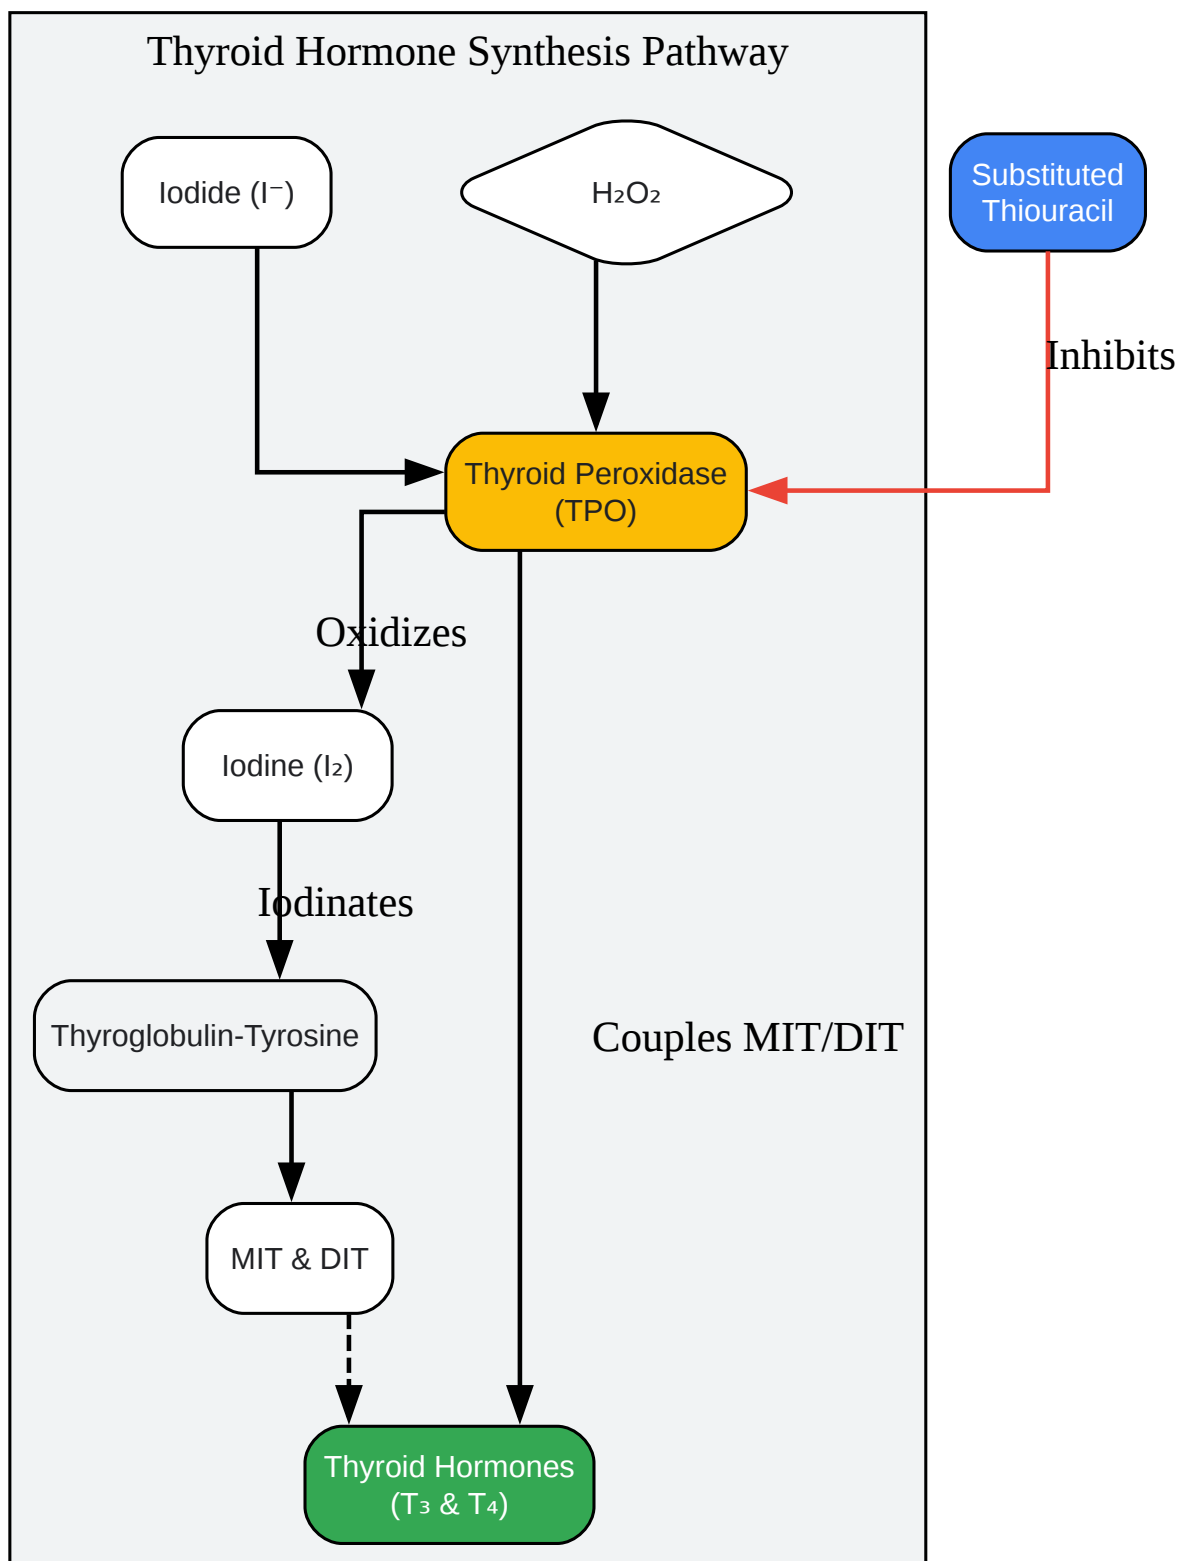 Thyroid Hormone Synthesis Pathway
Iodide (I⁻)
H₂O₂
Substituted
Thiouracil
Inhibits
Thyroid Peroxidase
(TPO)
Oxidizes
Iodine (I₂)
Iodinates
Thyroglobulin-Tyrosine
Couples MIT/DIT
MIT & DIT
Thyroid Hormones
(T₃ & T₄)